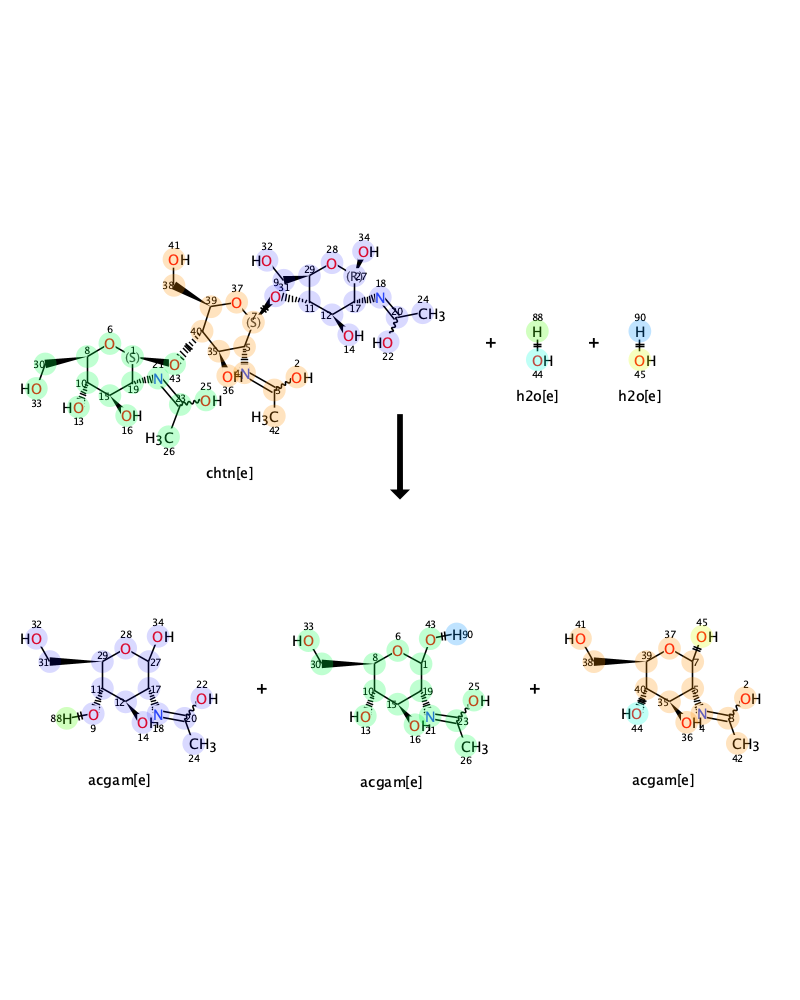 41
OH
38
39
37
O
40
(S)
7
35
5
36
OH
4
N
3
2
OH
H3C
42
6
O
8
1
(S)
30
HO
33
10
HO
13
15
OH
16
19
21
N
43
O
23
25
OH
H3C
26
32
HO
31
9
O
29
28
O
34
OH
(R)
27
11
12
17
OH
14
18
N
20
HO
22
24
CH3
chtn[e]
+
88
H
OH
44
h2o[e]
+
90
H
OH
45
h2o[e]
32
HO
31
29
28
O
34
OH
27
11
12
17
88
H
O
9
OH
14
N
18
20
22
OH
CH3
24
acgam[e]
+
33
HO
30
8
6
O
43
O
H
90
1
10
HO
13
15
19
OH
16
N
21
23
25
OH
CH3
26
acgam[e]
+
41
HO
38
39
37
O
45
OH
7
40
HO
44
35
5
OH
36
N
4
3
2
OH
CH3
42
acgam[e]